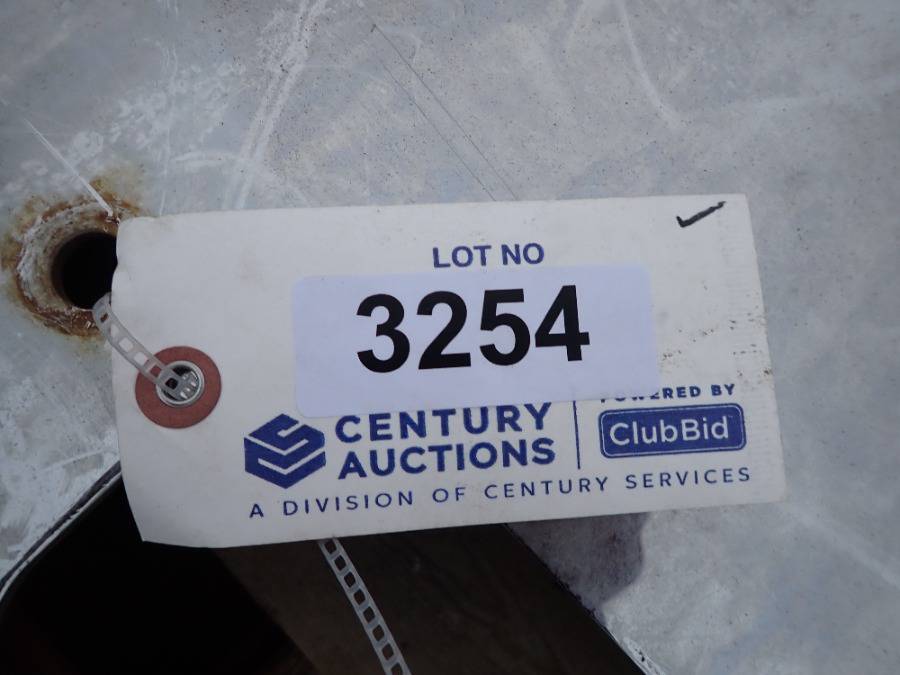 LOT NO
3254
CENTURY
AUCTIONS
POWERED BY
ClubBid
A DIVISION OF CENTURY SERVICES